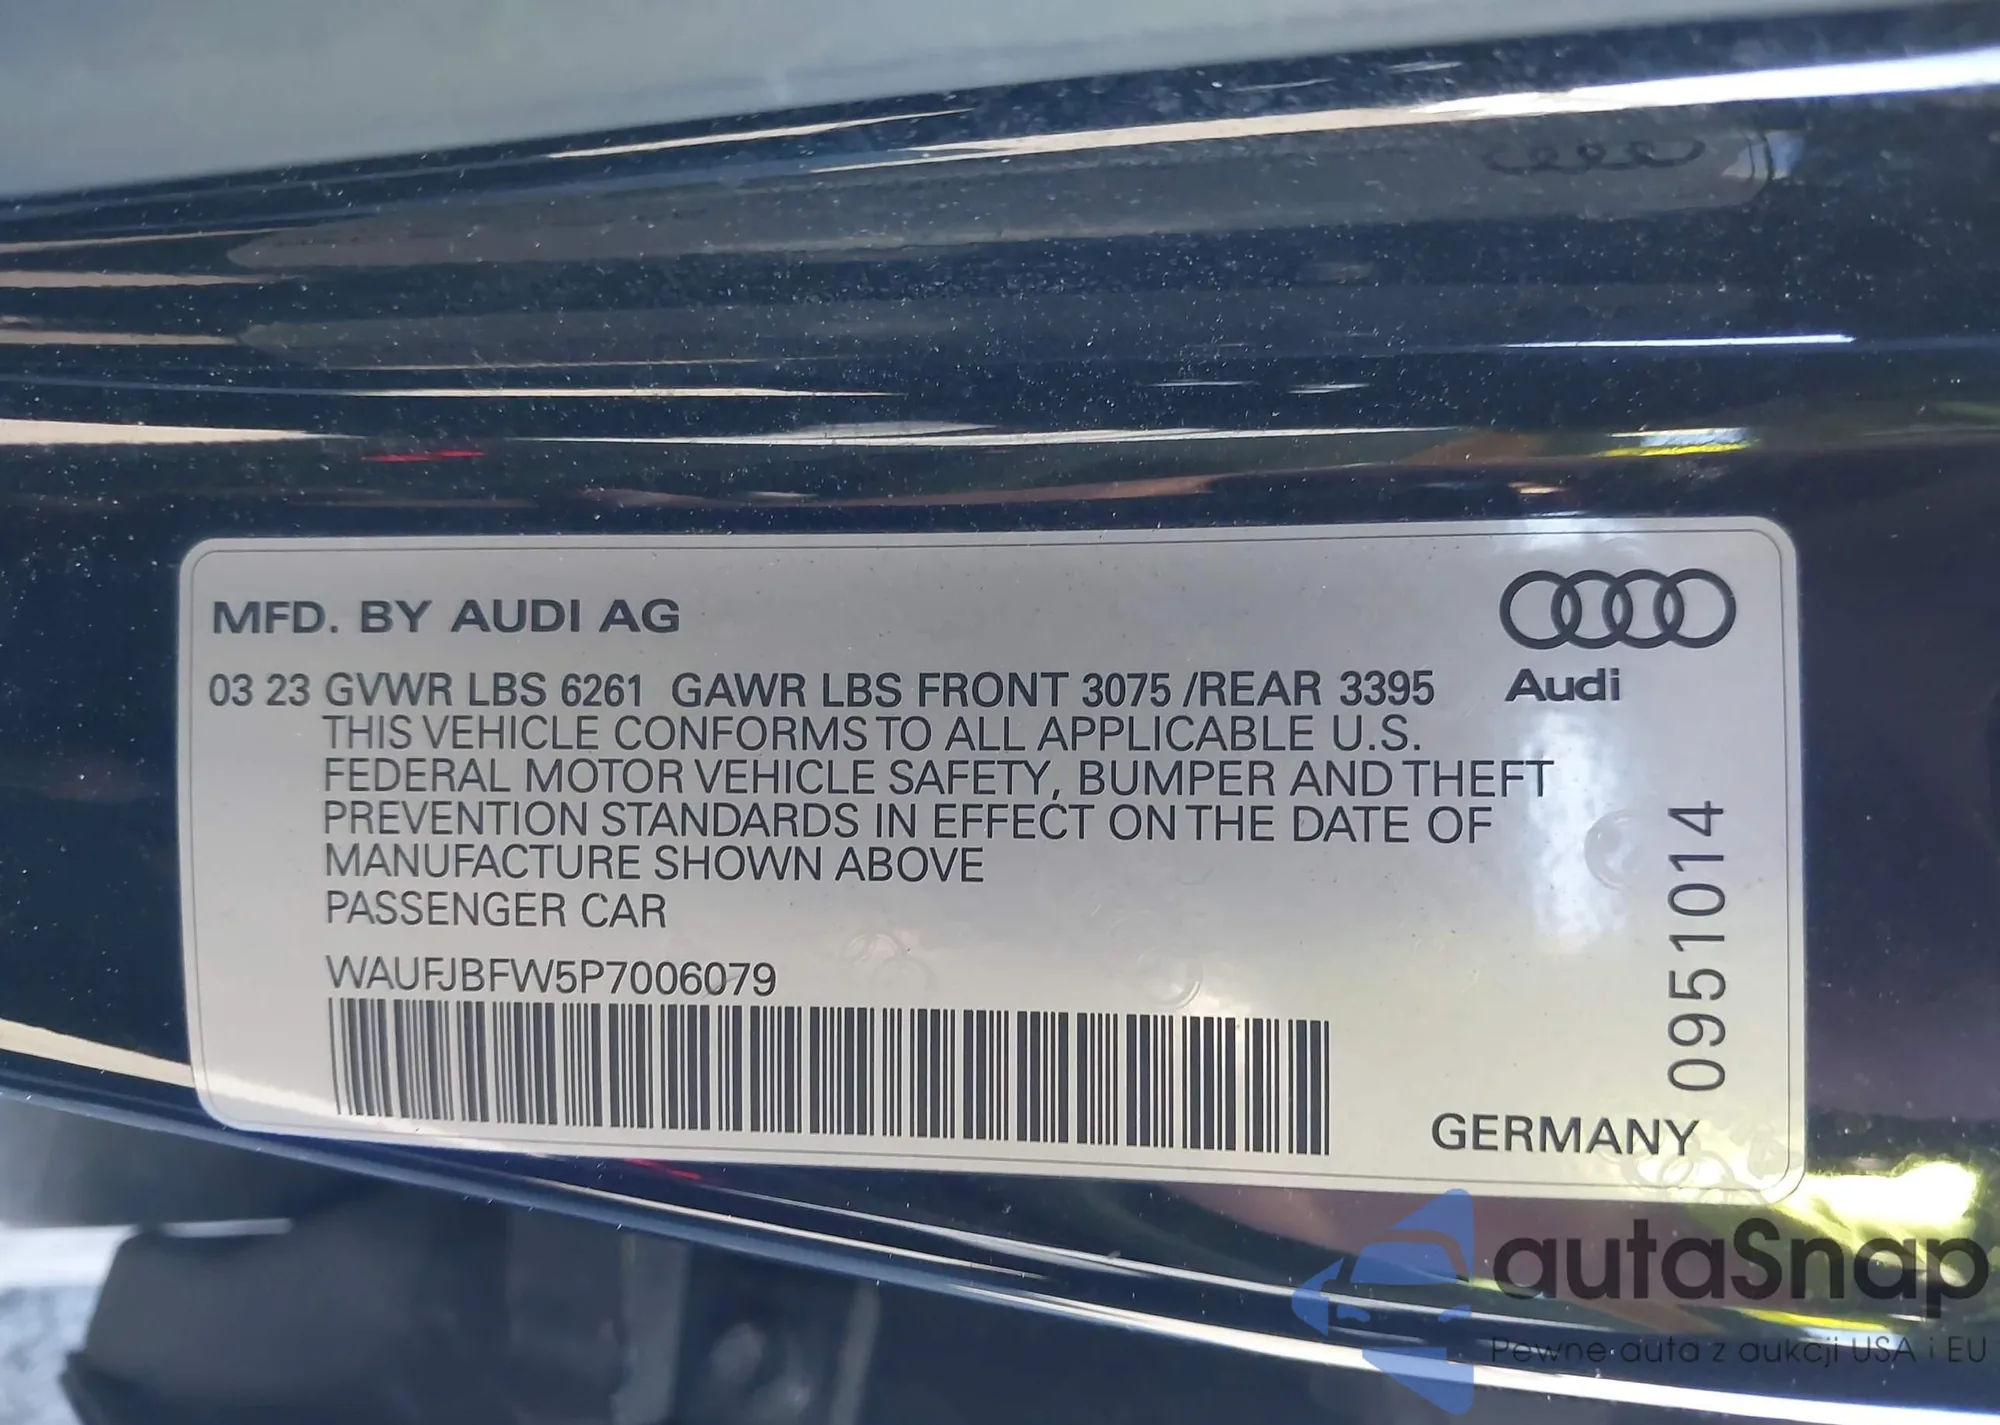 MFD. BY AUDI AG
Audi
03 23 GVWR LBS 6261 GAWR LBS FRONT 3075 /REAR 3395
THIS VEHICLE CONFORMS TO ALL APPLICABLE U.S.
FEDERAL MOTOR VEHICLE SAFETY, BUMPER AND THEFT
PREVENTION STANDARDS IN EFFECT ON THE DATE OF
MANUFACTURE SHOWN ABOVE
PASSENGER CAR
WAUFJBFW5P7006079
0951014
GERMANY
autaSnap
Pewne auta z aukcji USA i EU